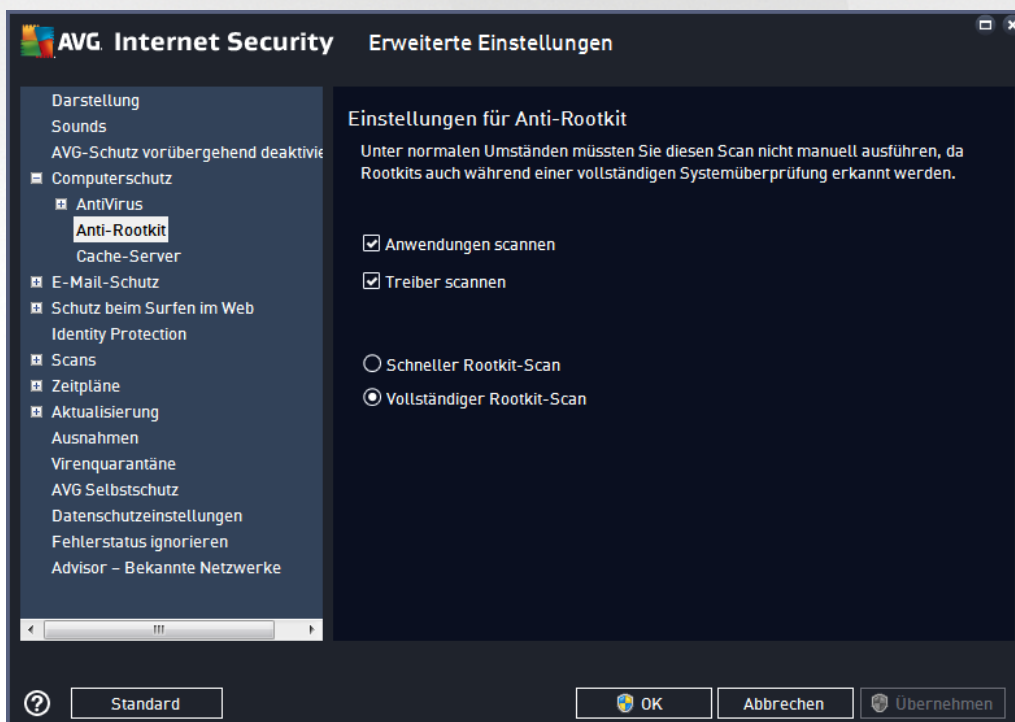 AVG. Internet Security Erweiterte Einstellungen
Darstellung
Sounds
AVG-Schutz vorübergehend deaktivie
Computerschutz
AntiVirus
Anti-Rootkit
Cache-Server
E-Mail-Schutz
Schutz beim Surfen im Web
Identity Protection
Scans
Zeitpläne
Aktualisierung
Ausnahmen
Virenquarantäne
AVG Selbstschutz
Datenschutzeinstellungen
Fehlerstatus ignorieren
Advisor – Bekannte Netzwerke
Einstellungen für Anti-Rootkit
Unter normalen Umständen müssten Sie diesen Scan nicht manuell ausführen, da
Rootkits auch während einer vollständigen Systemüberprüfung erkannt werden.
Anwendungen scannen
Treiber scannen
Schneller Rootkit-Scan
Vollständiger Rootkit-Scan
? Standard OK Abbrechen Übernehmen